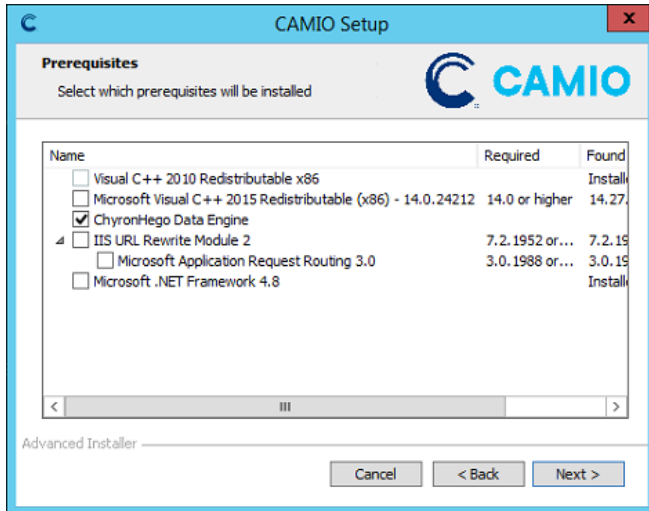 CAMIO Setup
x
Prerequisites
Select which prerequisites will be installed
CAMIO
Name Required Found
Visual C++ 2010 Redistributable x86 Install
Microsoft Visual C++ 2015 Redistributable (x86) - 14.0.24212 14.0 or higher 14.27.
ChyronHego Data Engine
IIS URL Rewrite Module 2 7.2.1952 or... 7.2.19
Microsoft Application Request Routing 3.0 3.0.1988 or... 3.0.19
Microsoft .NET Framework 4.8 Install
Advanced Installer
Cancel < Back Next >